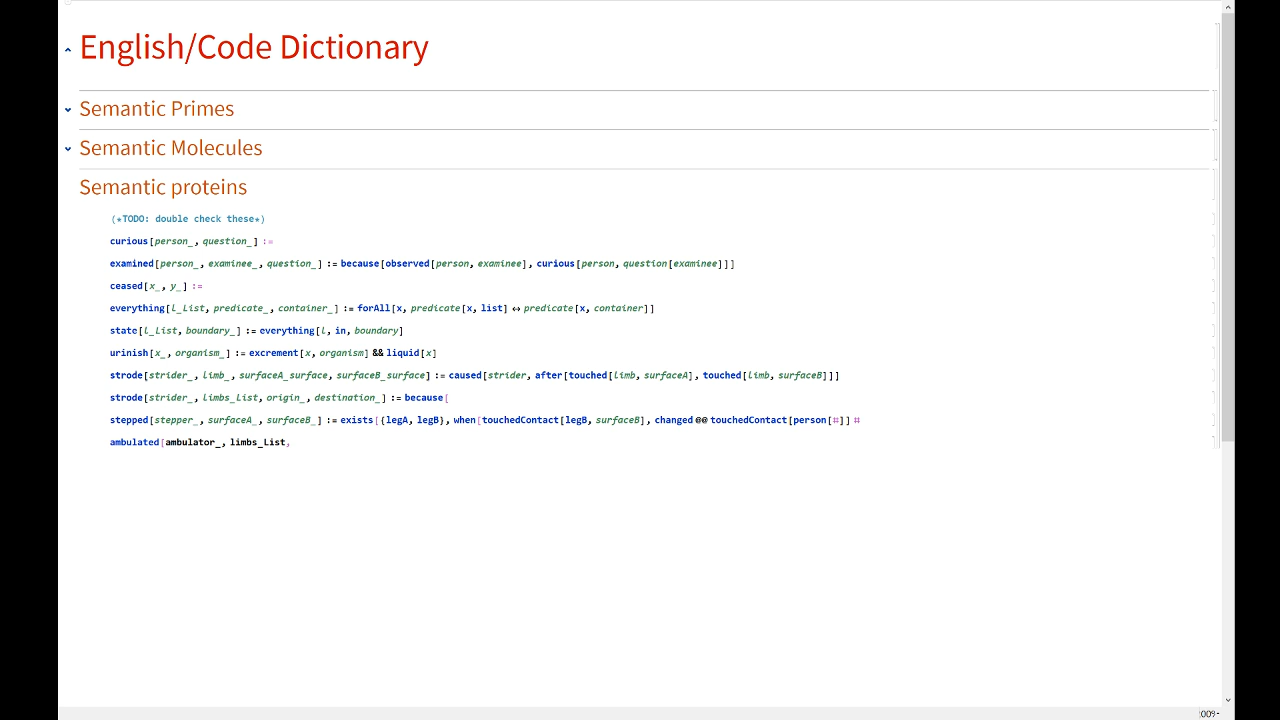 English/Code Dictionary
Semantic Primes
Semantic Molecules
Semantic proteins
(*TODO: double check these*)
curious[person_, question_] :=
examined[person_, examinee_, question_] := because[observed[person, examinee], curious[person, question[examinee]]]
ceased[x_, y_] :=
everything[l_List, predicate_, container_] := forAll[x, predicate[x, list] ↔ predicate[x, container]]
state[l_List, boundary_] := everything[l, in, boundary]
urinish[x_, organism_] := excrement[x, organism] && liquid[x]
strode[strider_, limb_, surfaceA_surface, surfaceB_surface] := caused[strider, after[touched[limb, surfaceA], touched[limb, surfaceB]]]
strode[strider_, limbs_List, origin_, destination_] := because[
stepped[stepper_, surfaceA_, surfaceB_] := exists[{legA, legB}, when[touchedContact[legB, surfaceB], changed @@ touchedContact[person[#]] #
ambulated[ambulator_, limbs_List,